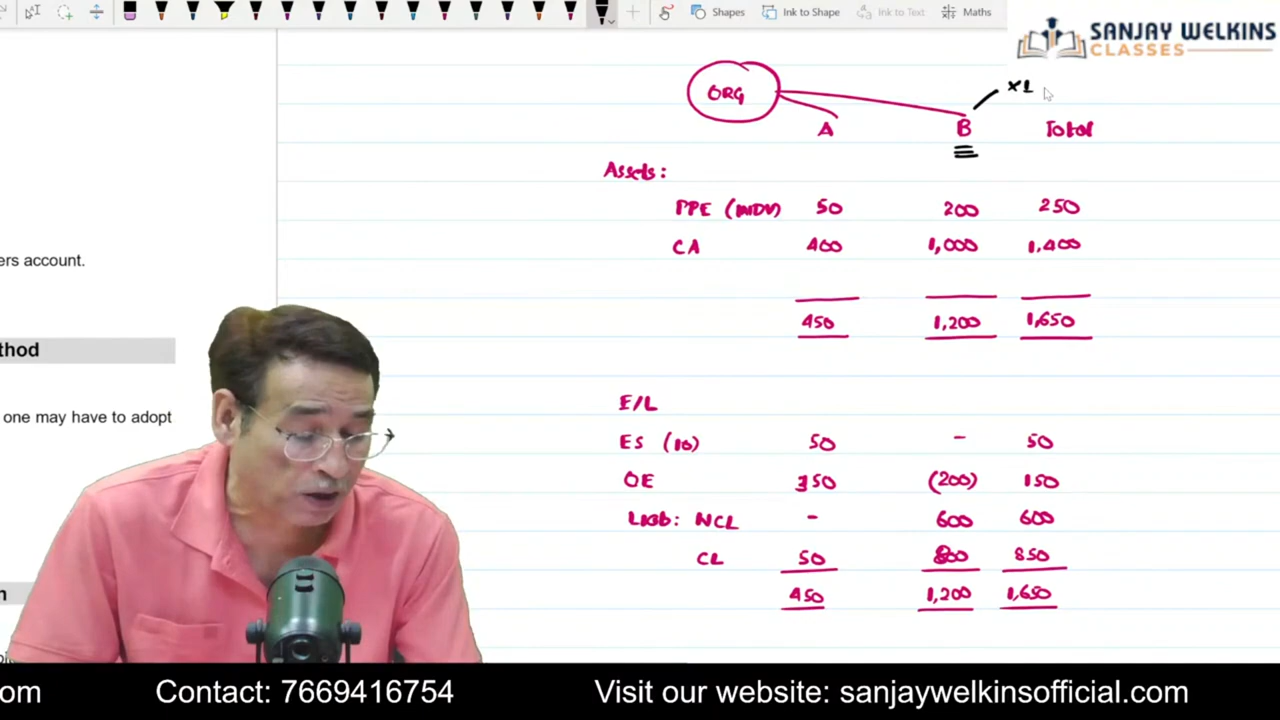 Shapes Ink to Shape Ink to Text Maths
SANJAY WELKINS
CLASSES
XL
ORG
A B Total
Assets:
PPE (WDV) 50 200 250
CA 400 1,000 1,400
450 1,200 1,650
E/L
ES (10) 50 - 50
OE 350 (200) 150
Liab: NCL - 600 600
CL 50 800 850
450 1,200 1,650
ers account.
thod
one may have to adopt
n
om Contact: 7669416754 Visit our website: sanjaywelkinsofficial.com